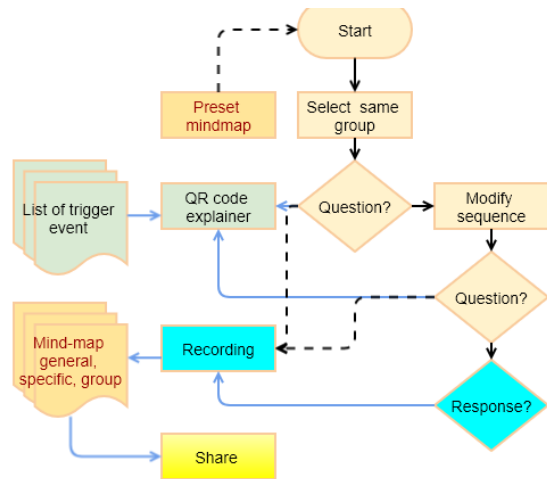 Start
Preset
mindmap
Select same
group
List of trigger
event
QR code
explainer
Question?
Modify
sequence
Question?
Mind-map
general,
specific, group
Recording
Response?
Share